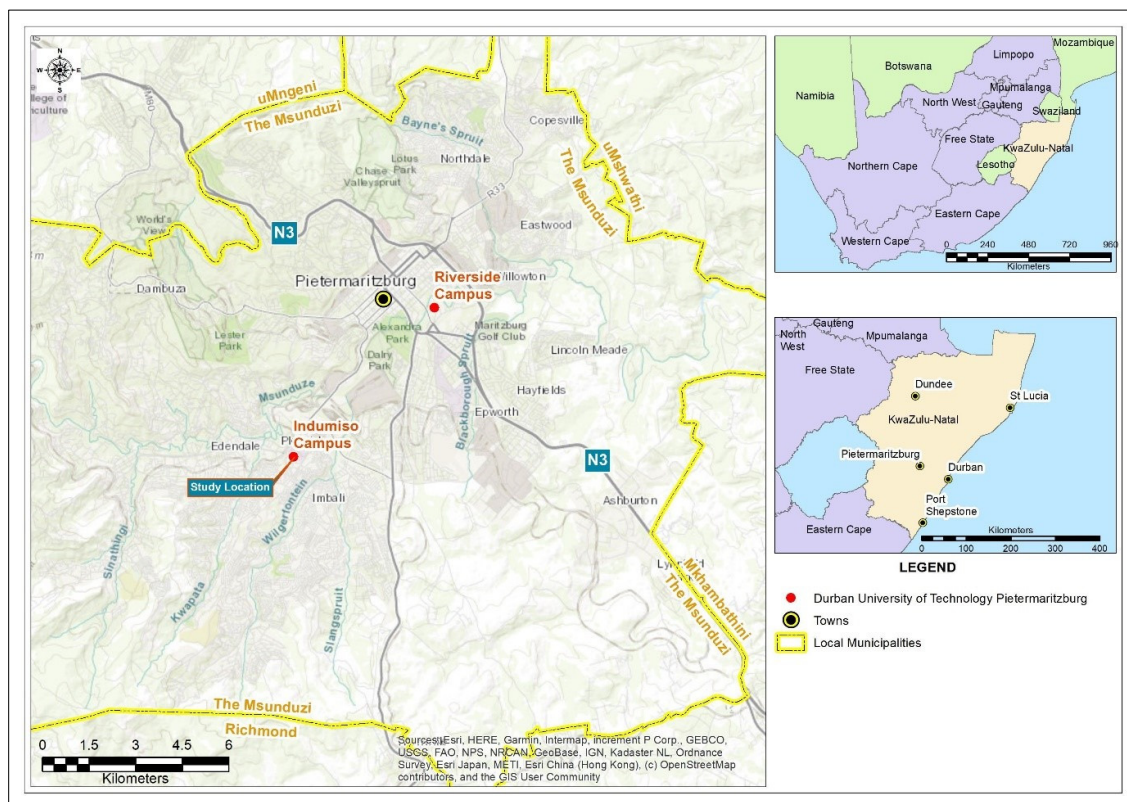 N
W E
S
M80
uMngeni
The Msunduzi
Bayne's Spruit
Copesville
Lotus
Park
Northdale
Chase
Valleyspruit
R33
uMshwathi
The Msunduzi
World's
View
Eastwood
N3
Riverside
Campus
Willowton
Pietermaritzburg
Dambuza
Lester
Park
Alexandra
Park
Dalry
Park
Maritzburg
Golf Club
Lincoln Meade
Hayfields
Blackborough Spruit
Epworth
Msunduze
Indumiso
Campus
Edendale
Study Location
Imbali
Wilgerfontein
N3
Ashburton
Sinathingi
Kwapata
Slangspruit
Mkhambathini
The Msunduzi
The Msunduzi
Richmond
0 1.5 3 4.5 6
Kilometers
Sources: Esri, HERE, Garmin, Intermap, increment P Corp., GEBCO,
USGS, FAO, NPS, NRCAN, GeoBase, IGN, Kadaster NL, Ordnance
Survey, Esri Japan, METI, Esri China (Hong Kong), (c) OpenStreetMap
contributors, and the GIS User Community
Mozambique
Limpopo
Botswana
Mpumalanga
Namibia
North West
Gauteng
Swaziland
Free State
KwaZulu-Natal
Lesotho
Northern Cape
Eastern Cape
Western Cape
0 240 480 720 960
Kilometers
Gauteng
North
West
Mpumalanga
Free State
Dundee
St Lucia
KwaZulu-Natal
Pietermaritzburg
Durban
Port
Shepstone
Eastern Cape
Kilometers
0 100 200 300 400
LEGEND
Durban University of Technology Pietermaritzburg
Towns
Local Municipalities